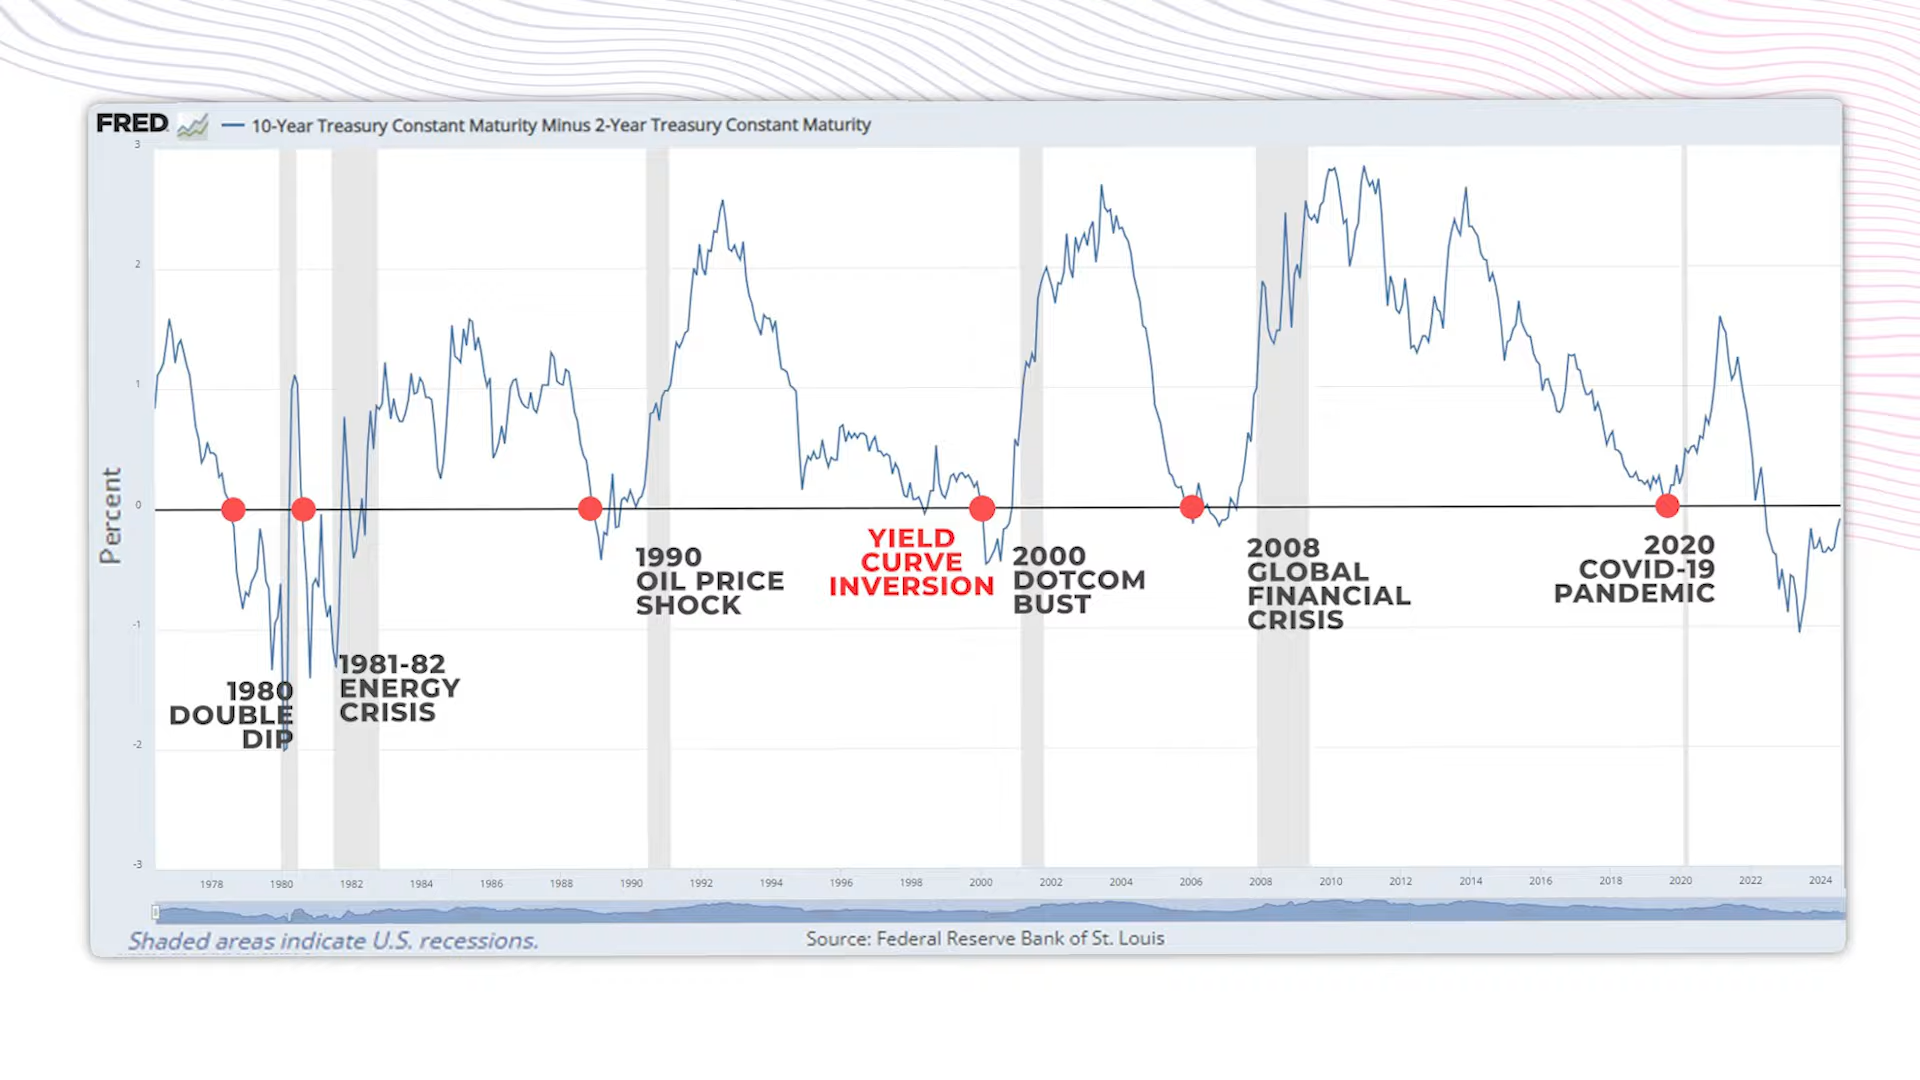 FRED
10-Year Treasury Constant Maturity Minus 2-Year Treasury Constant Maturity
3
2
1
0
-1
-2
-3
Percent
1980
DOUBLE
DIP
1981-82
ENERGY
CRISIS
1990
OIL PRICE
SHOCK
YIELD
CURVE
INVERSION
2000
DOTCOM
BUST
2008
GLOBAL
FINANCIAL
CRISIS
2020
COVID-19
PANDEMIC
1978 1980 1982 1984 1986 1988 1990 1992 1994 1996 1998 2000 2002 2004 2006 2008 2010 2012 2014 2016 2018 2020 2022 2024
Shaded areas indicate U.S. recessions.
Source: Federal Reserve Bank of St. Louis